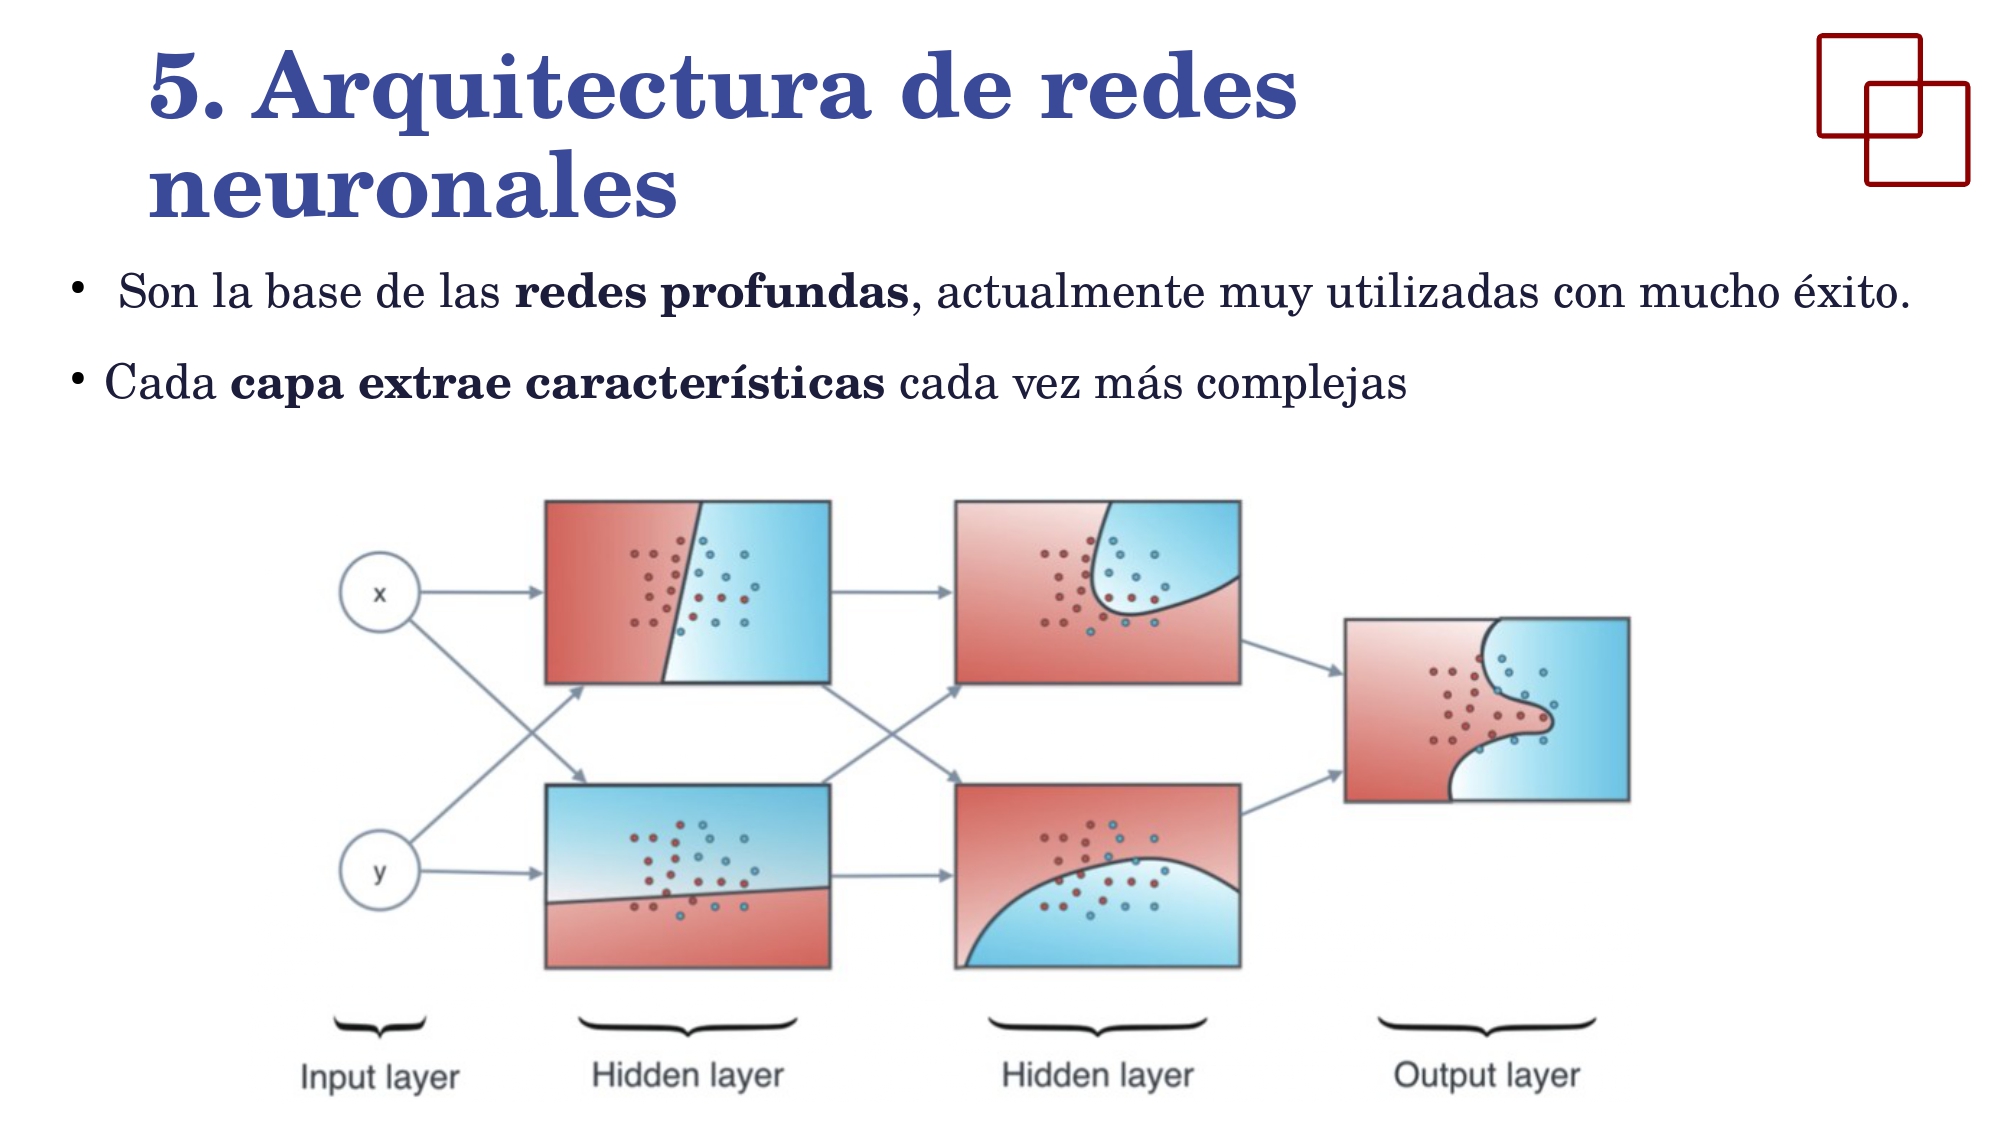 5. Arquitectura de redes
neuronales
• Son la base de las redes profundas, actualmente muy utilizadas con mucho éxito.
• Cada capa extrae características cada vez más complejas
x
y
Input layer
Hidden layer
Hidden layer
Output layer